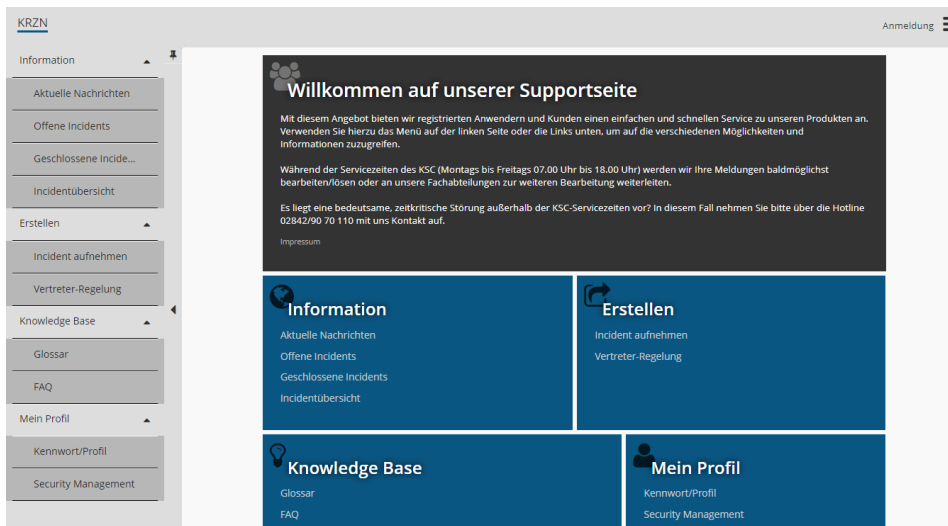 KRZN
Anmeldung
Information
Aktuelle Nachrichten
Offene Incidents
Geschlossene Incide...
Incidentübersicht
Erstellen
Incident aufnehmen
Vertreter-Regelung
Knowledge Base
Glossar
FAQ
Mein Profil
Kennwort/Profil
Security Management
Willkommen auf unserer Supportseite
Mit diesem Angebot bieten wir registrierten Anwendern und Kunden einen einfachen und schnellen Service zu unseren Produkten an.
Verwenden Sie hierzu das Menü auf der linken Seite oder die Links unten, um auf die verschiedenen Möglichkeiten und
Informationen zuzugreifen.
Während der Servicezeiten des KSC (Montags bis Freitags 07.00 Uhr bis 18.00 Uhr) werden wir Ihre Meldungen baldmöglichst
bearbeiten/lösen oder an unsere Fachabteilungen zur weiteren Bearbeitung weiterleiten.
Es liegt eine bedeutsame, zeitkritische Störung außerhalb der KSC-Servicezeiten vor? In diesem Fall nehmen Sie bitte über die Hotline
02842/90 70 110 mit uns Kontakt auf.
Impressum
Information
Aktuelle Nachrichten
Offene Incidents
Geschlossene Incidents
Incidentübersicht
Erstellen
Incident aufnehmen
Vertreter-Regelung
Knowledge Base
Glossar
FAQ
Mein Profil
Kennwort/Profil
Security Management